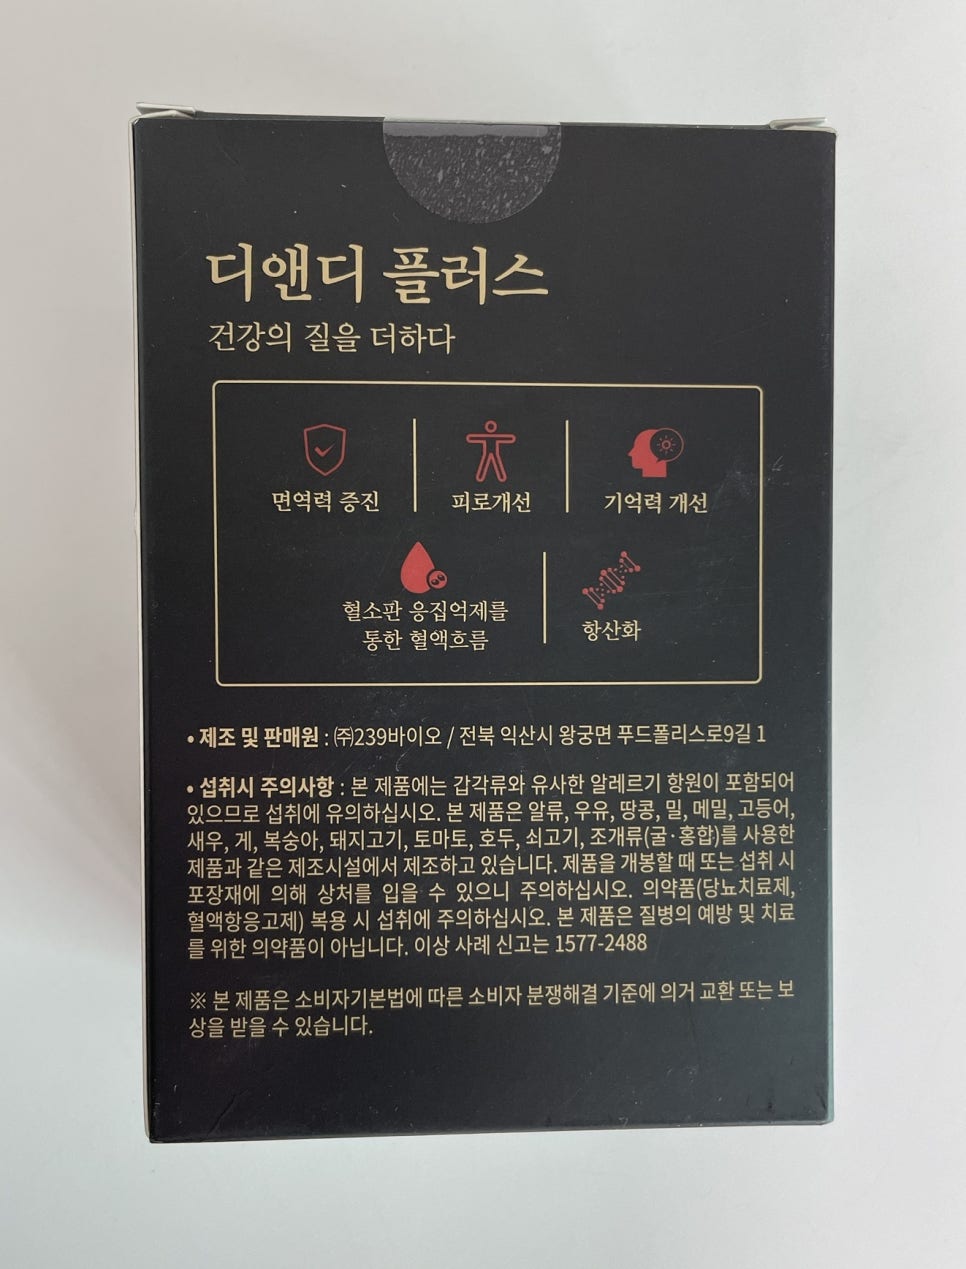 디앤디 플러스
건강의 질을 더하다
면역력 증진
피로개선
기억력 개선
혈소판 응집억제를
통한 혈액흐름
항산화
• 제조 및 판매원 : ㈜239바이오 / 전북 익산시 왕궁면 푸드폴리스로9길 1
• 섭취시 주의사항 : 본 제품에는 갑각류와 유사한 알레르기 항원이 포함되어
있으므로 섭취에 유의하십시오. 본 제품은 알류, 우유, 땅콩, 밀, 메밀, 고등어,
새우, 게, 복숭아, 돼지고기, 토마토, 호두, 쇠고기, 조개류(굴·홍합)를 사용한
제품과 같은 제조시설에서 제조하고 있습니다. 제품을 개봉할 때 또는 섭취 시
포장재에 의해 상처를 입을 수 있으니 주의하십시오. 의약품(당뇨치료제,
혈액항응고제) 복용 시 섭취에 주의하십시오. 본 제품은 질병의 예방 및 치료
를 위한 의약품이 아닙니다. 이상 사례 신고는 1577-2488
※ 본 제품은 소비자기본법에 따른 소비자 분쟁해결 기준에 의거 교환 또는 보
상을 받을 수 있습니다.